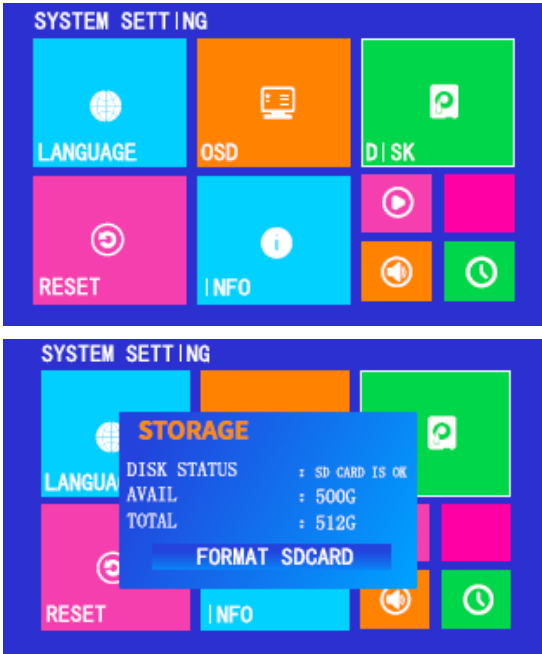 SYSTEM SETTING
LANGUAGE
OSD
DISK
RESET
INFO
SYSTEM SETTING
LANGUA
STORAGE
DISK STATUS : SD CARD IS OK
AVAIL : 500G
TOTAL : 512G
FORMAT SDCARD
RESET
INFO